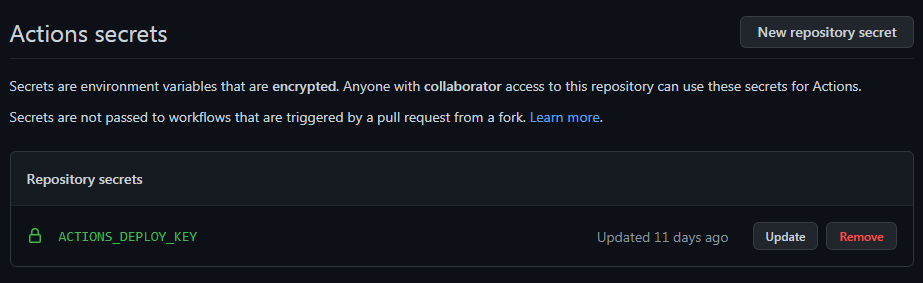 Actions secrets
New repository secret
Secrets are environment variables that are encrypted. Anyone with collaborator access to this repository can use these secrets for Actions.
Secrets are not passed to workflows that are triggered by a pull request from a fork. Learn more.
Repository secrets
ACTIONS_DEPLOY_KEY
Updated 11 days ago
Update
Remove